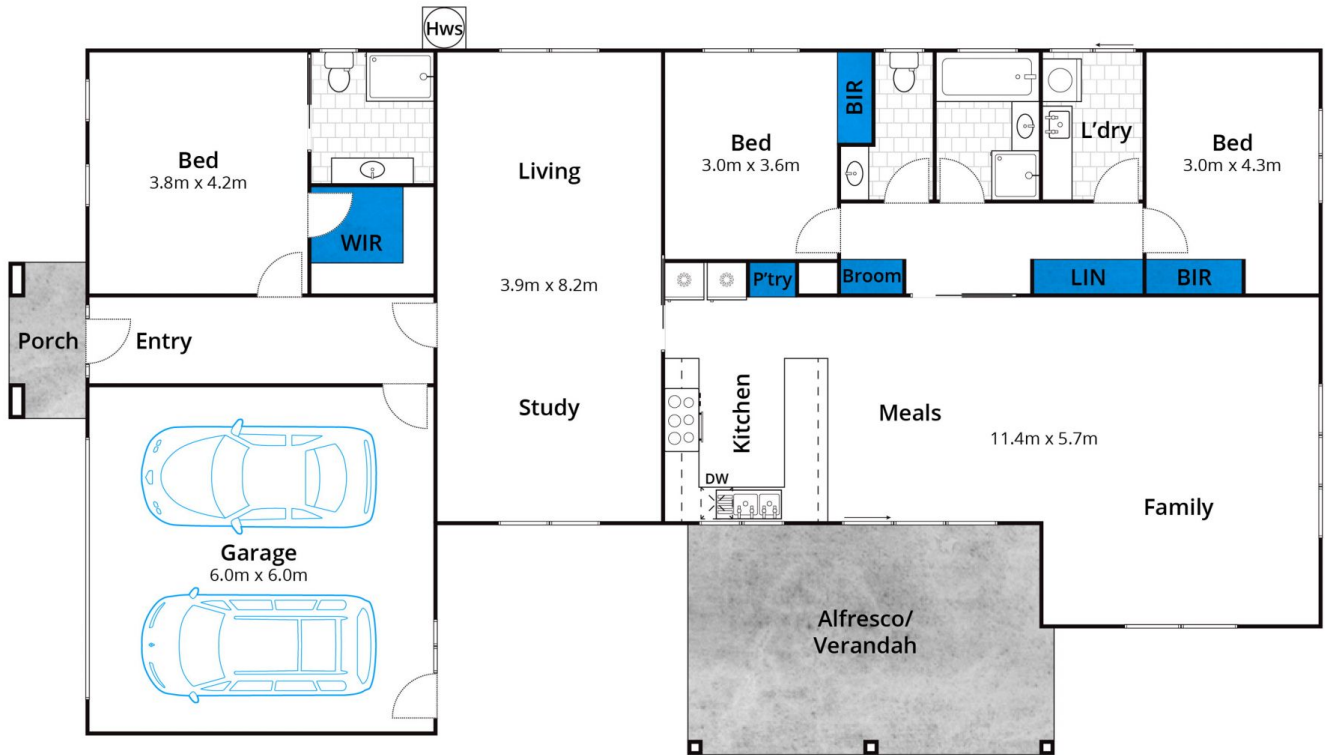 Hws
Bed
3.8m x 4.2m
WIR
Living
3.9m x 8.2m
Study
Bed
3.0m x 3.6m
BIR
L'dry
Bed
3.0m x 4.3m
P'try
Broom
LIN
BIR
Porch
Entry
Kitchen
DW
Meals
11.4m x 5.7m
Family
Garage
6.0m x 6.0m
Alfresco/
Verandah